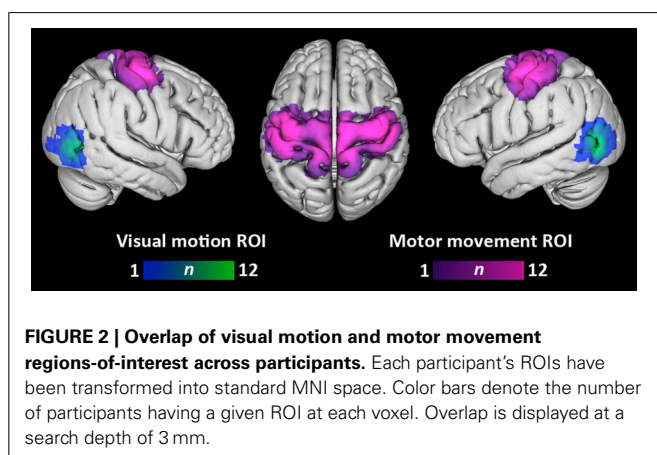 Visual motion ROI
Motor movement ROI
1 n 12
1 n 12
FIGURE 2 | Overlap of visual motion and motor movement
regions-of-interest across participants. Each participant’s ROIs have
been transformed into standard MNI space. Color bars denote the number
of participants having a given ROI at each voxel. Overlap is displayed at a
search depth of 3 mm.